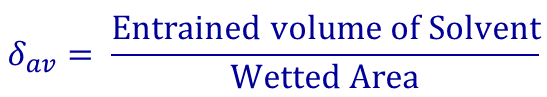 δav = Entrained volume of Solvent
Wetted Area